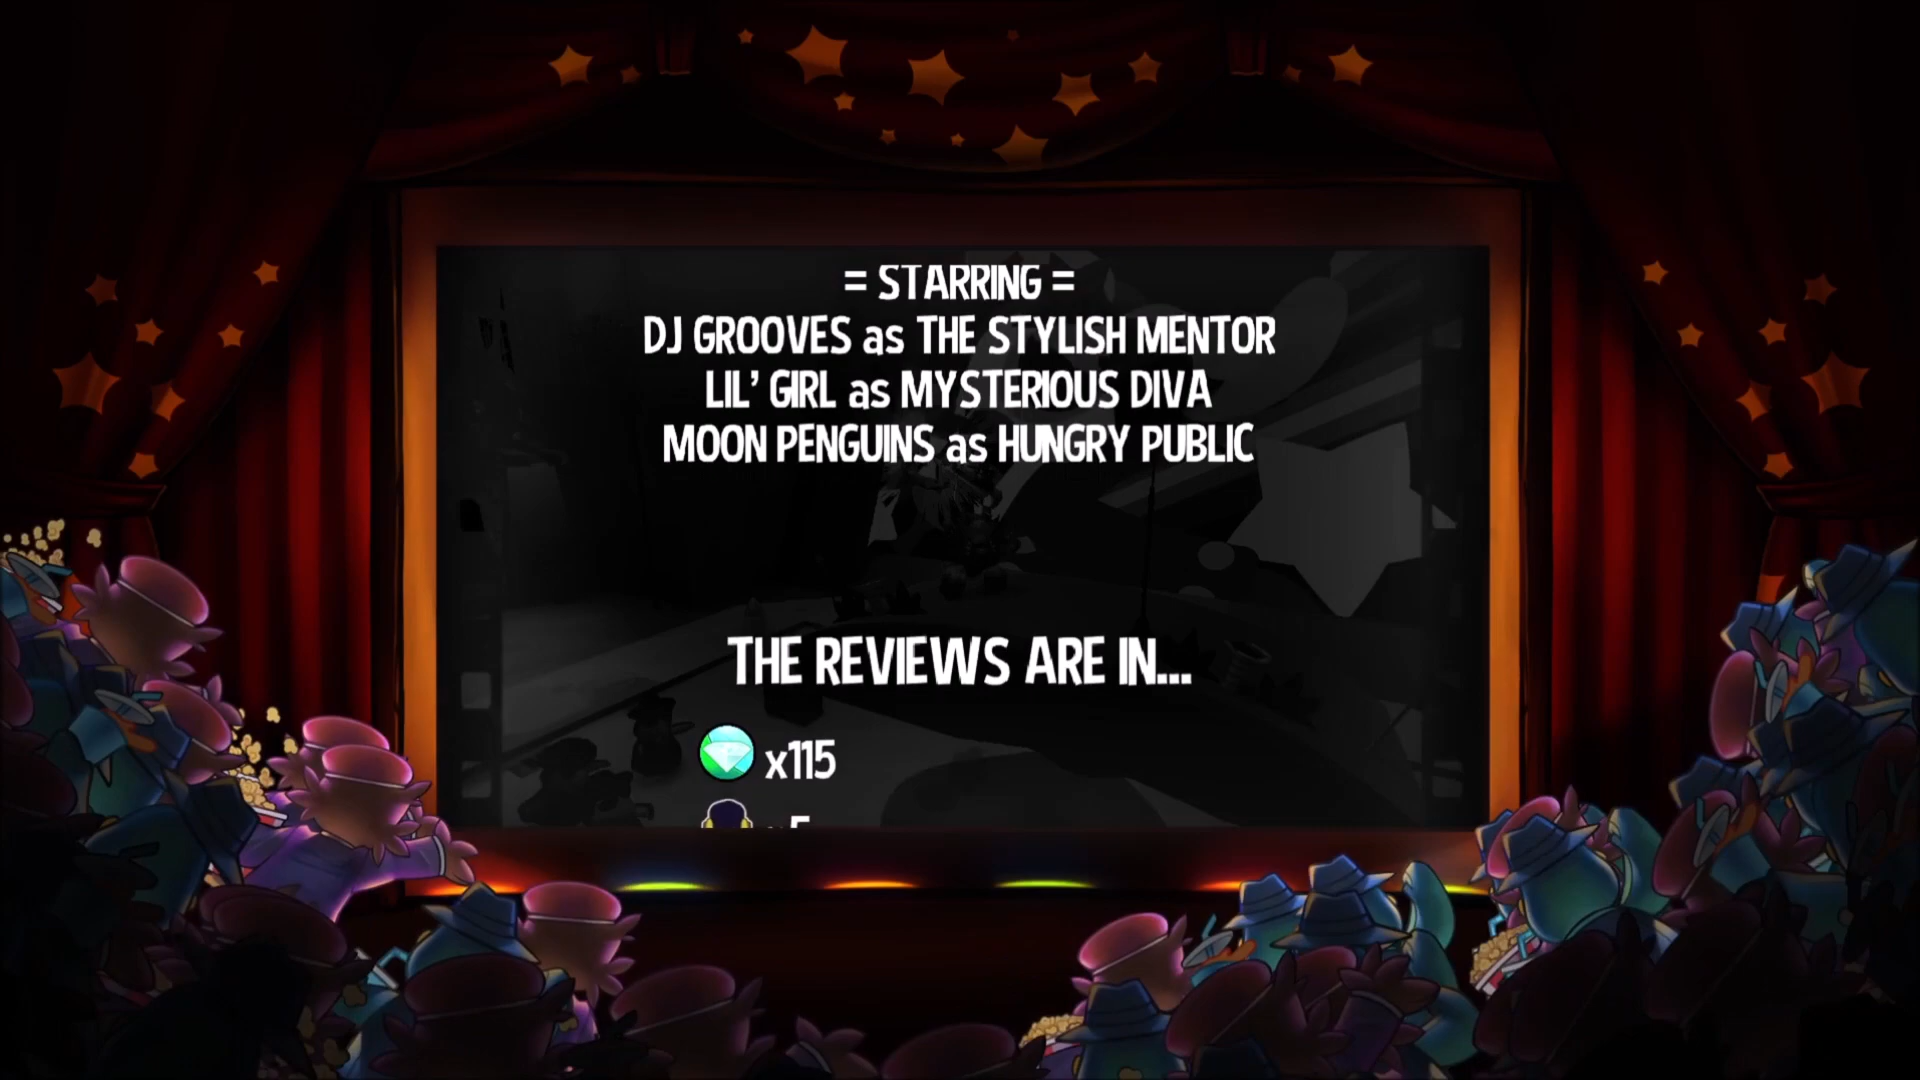 = STARRING =
DJ GROOVES as THE STYLISH MENTOR
LIL' GIRL as MYSTERIOUS DIVA
MOON PENGUINS as HUNGRY PUBLIC
THE REVIEWS ARE IN...
x115